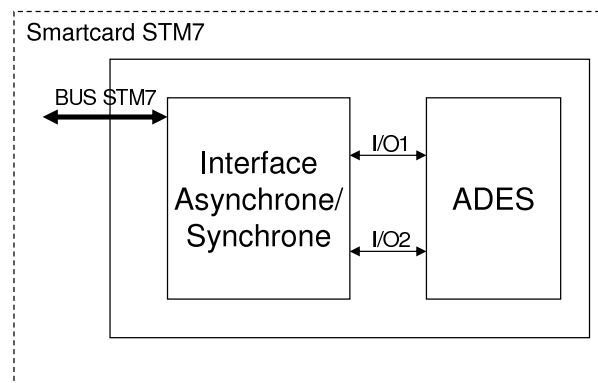 Smartcard STM7
BUS STM7
Interface
Asynchrone/
Synchrone
I/O1
I/O2
ADES